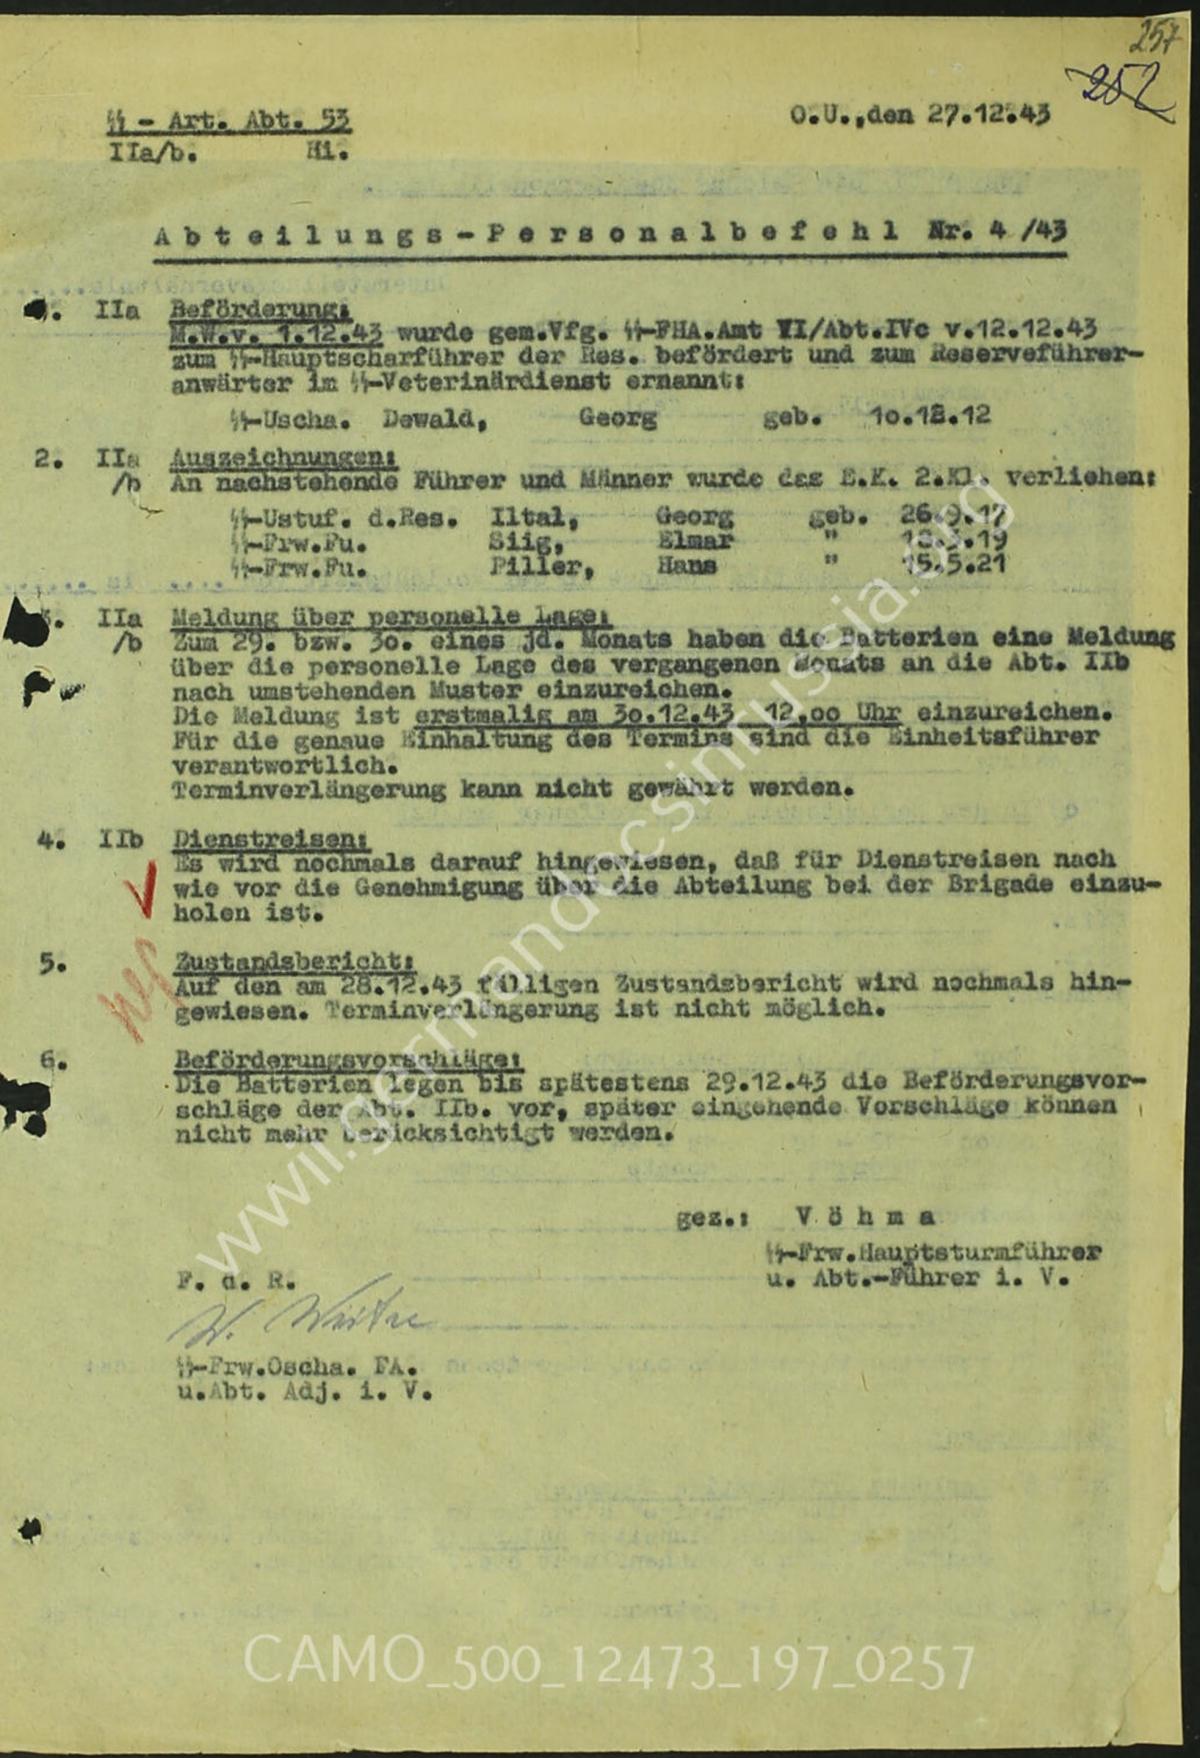 257
252
SS - Art. Abt. 53
O.U.,den 27.12.43
IIa/b. Hi.
Abteilungs-Personalbefehl Nr. 4 /43
1. IIa Beförderung:
M.W.v. 1.12.43 wurde gem.Vfg. SS-FHA.Amt VI/Abt.IVc v.12.12.43
zum SS-Hauptscharführer der Res. befördert und zum Reserveführer-
anwärter im SS-Veterinärdienst ernannt:
SS-Uscha. Dewald, Georg geb. 10.12.12
2. IIa Auszeichnungen:
/b An nachstehende Führer und Männer wurde das E.K. 2.Kl. verliehen:
SS-Ustuf. d.Res. Iltal, Georg geb. 26.9.17
SS-Frw.Fu. Siig, Elmar " 19
SS-Frw.Fu. Piller, Hans " 15.5.21
3. IIa Meldung über personelle Lage:
/b Zum 29. bzw. 30. eines jd. Monats haben die Batterien eine Meldung
über die personelle Lage des vergangenen Monats an die Abt. IIb
nach umstehenden Muster einzureichen.
Die Meldung ist erstmalig am 30.12.43 12,oo Uhr einzureichen.
Für die genaue Einhaltung des Termins sind die Einheitsführer
verantwortlich.
Terminverlängerung kann nicht gewährt werden.
4. IIb Dienstreisen:
Es wird nochmals darauf hingewiesen, daß für Dienstreisen nach
wie vor die Genehmigung über die Abteilung bei der Brigade einzu-
holen ist.
5. Zustandsbericht:
Auf den am 28.12.43 fälligen Zustandsbericht wird nochmals hin-
gewiesen. Terminverlängerung ist nicht möglich.
6. Beförderungsvorschläge:
Die Batterien legen bis spätestens 29.12.43 die Beförderungsvor-
schläge der Abt. IIb. vor, später eingehende Vorschläge können
nicht mehr berücksichtigt werden.
gez.: Vöhma
SS-Frw.Hauptsturmführer
u. Abt.-Führer i. V.
F. d. R.
SS-Frw.Oscha. FA.
u.Abt. Adj. i. V.
wwii.germandocsinrussia.org
CAMO_500_12473_197_0257